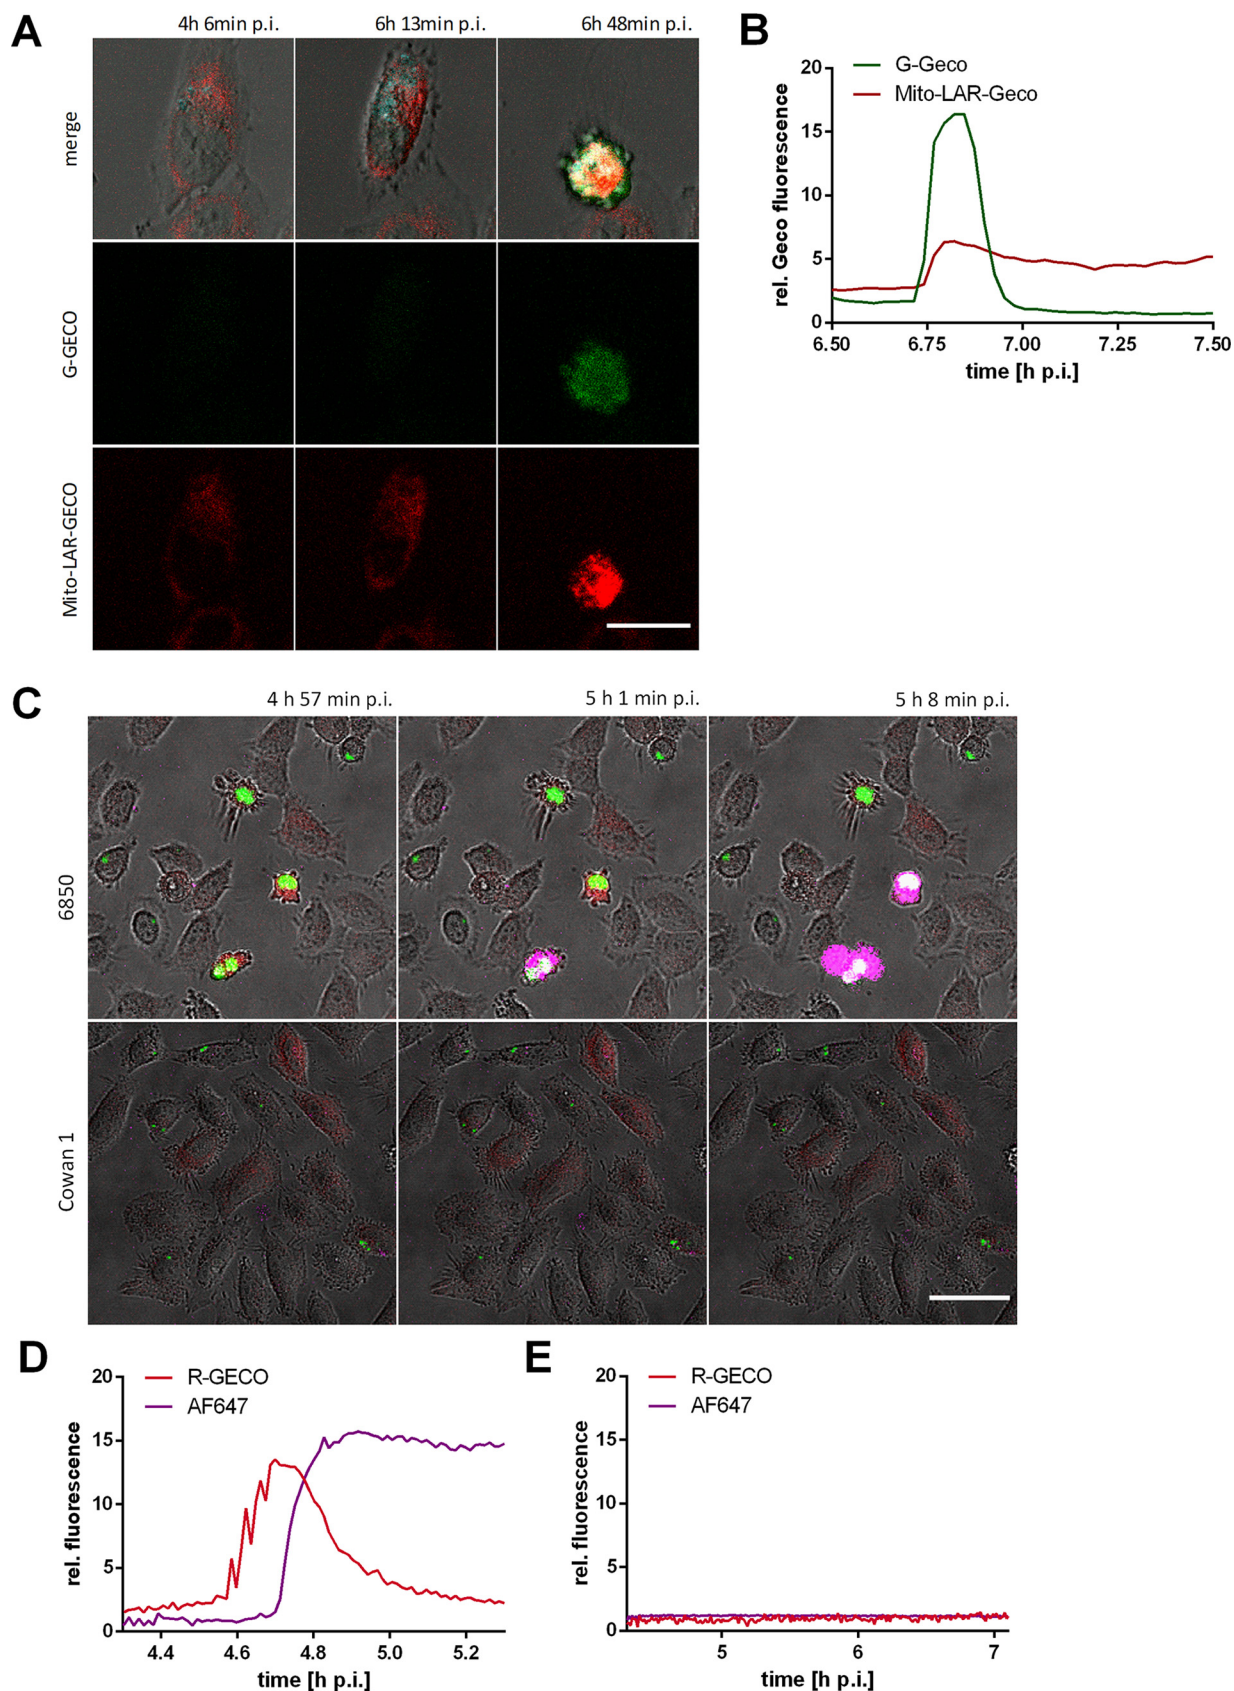 A
4h 6min p.i.
6h 13min p.i.
6h 48min p.i.
merge
G-GECO
Mito-LAR-GECO
B
G-Geco
Mito-LAR-Geco
rel. Geco fluorescence
20
15
10
5
0
6.50
6.75
7.00
7.25
7.50
time [h p.i.]
C
4 h 57 min p.i.
5 h 1 min p.i.
5 h 8 min p.i.
6850
Cowan 1
D
R-GECO
AF647
rel. fluorescence
20
15
10
5
0
4.4
4.6
4.8
5.0
5.2
time [h p.i.]
E
R-GECO
AF647
rel. fluorescence
20
15
10
5
0
5
6
7
time [h p.i.]